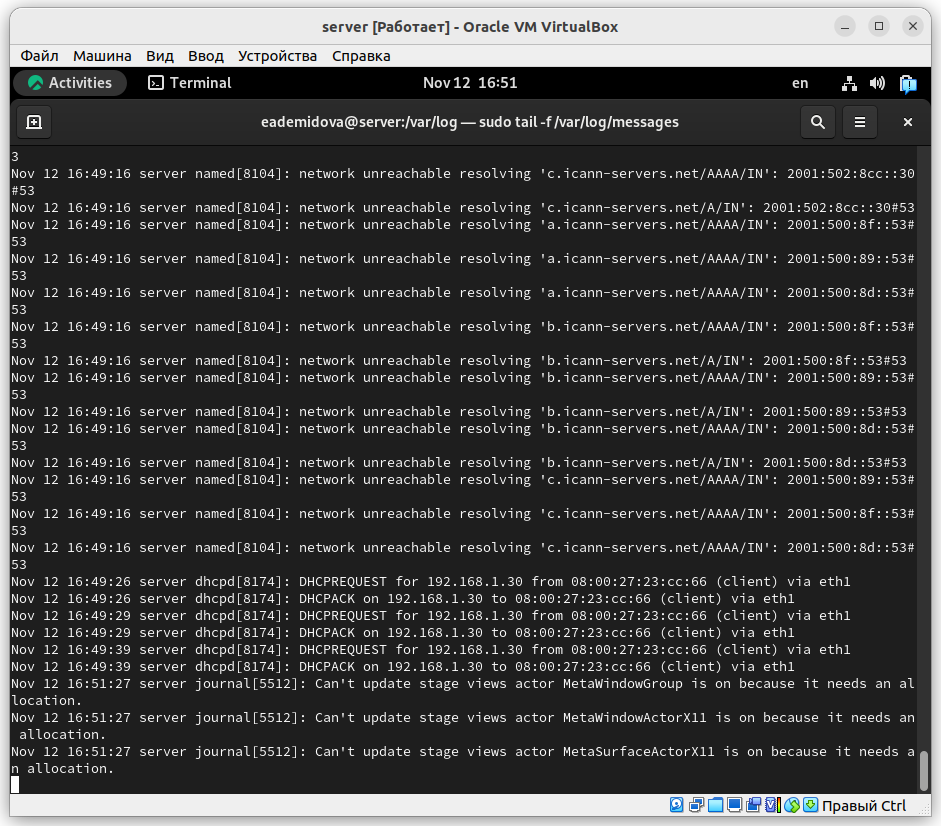 server [Работает] - Oracle VM VirtualBox
Файл Машина Вид Ввод Устройства Справка
Activities Terminal Nov 12 16:51 en
eademidova@server:/var/log — sudo tail -f /var/log/messages
3
Nov 12 16:49:16 server named[8104]: network unreachable resolving 'c.icann-servers.net/AAAA/IN': 2001:502:8cc::30
#53
Nov 12 16:49:16 server named[8104]: network unreachable resolving 'c.icann-servers.net/A/IN': 2001:502:8cc::30#53
Nov 12 16:49:16 server named[8104]: network unreachable resolving 'a.icann-servers.net/AAAA/IN': 2001:500:8f::53#
53
Nov 12 16:49:16 server named[8104]: network unreachable resolving 'a.icann-servers.net/AAAA/IN': 2001:500:89::53#
53
Nov 12 16:49:16 server named[8104]: network unreachable resolving 'a.icann-servers.net/AAAA/IN': 2001:500:8d::53#
53
Nov 12 16:49:16 server named[8104]: network unreachable resolving 'b.icann-servers.net/AAAA/IN': 2001:500:8f::53#
53
Nov 12 16:49:16 server named[8104]: network unreachable resolving 'b.icann-servers.net/A/IN': 2001:500:8f::53#53
Nov 12 16:49:16 server named[8104]: network unreachable resolving 'b.icann-servers.net/AAAA/IN': 2001:500:89::53#
53
Nov 12 16:49:16 server named[8104]: network unreachable resolving 'b.icann-servers.net/A/IN': 2001:500:89::53#53
Nov 12 16:49:16 server named[8104]: network unreachable resolving 'b.icann-servers.net/AAAA/IN': 2001:500:8d::53#
53
Nov 12 16:49:16 server named[8104]: network unreachable resolving 'b.icann-servers.net/A/IN': 2001:500:8d::53#53
Nov 12 16:49:16 server named[8104]: network unreachable resolving 'c.icann-servers.net/AAAA/IN': 2001:500:89::53#
53
Nov 12 16:49:16 server named[8104]: network unreachable resolving 'c.icann-servers.net/AAAA/IN': 2001:500:8f::53#
53
Nov 12 16:49:16 server named[8104]: network unreachable resolving 'c.icann-servers.net/AAAA/IN': 2001:500:8d::53#
53
Nov 12 16:49:26 server dhcpd[8174]: DHCPREQUEST for 192.168.1.30 from 08:00:27:23:cc:66 (client) via eth1
Nov 12 16:49:26 server dhcpd[8174]: DHCPACK on 192.168.1.30 to 08:00:27:23:cc:66 (client) via eth1
Nov 12 16:49:29 server dhcpd[8174]: DHCPREQUEST for 192.168.1.30 from 08:00:27:23:cc:66 (client) via eth1
Nov 12 16:49:29 server dhcpd[8174]: DHCPACK on 192.168.1.30 to 08:00:27:23:cc:66 (client) via eth1
Nov 12 16:49:39 server dhcpd[8174]: DHCPREQUEST for 192.168.1.30 from 08:00:27:23:cc:66 (client) via eth1
Nov 12 16:49:39 server dhcpd[8174]: DHCPACK on 192.168.1.30 to 08:00:27:23:cc:66 (client) via eth1
Nov 12 16:51:27 server journal[5512]: Can't update stage views actor MetaWindowGroup is on because it needs an al
location.
Nov 12 16:51:27 server journal[5512]: Can't update stage views actor MetaWindowActorX11 is on because it needs an
 allocation.
Nov 12 16:51:27 server journal[5512]: Can't update stage views actor MetaSurfaceActorX11 is on because it needs a
n allocation.
Правый Ctrl